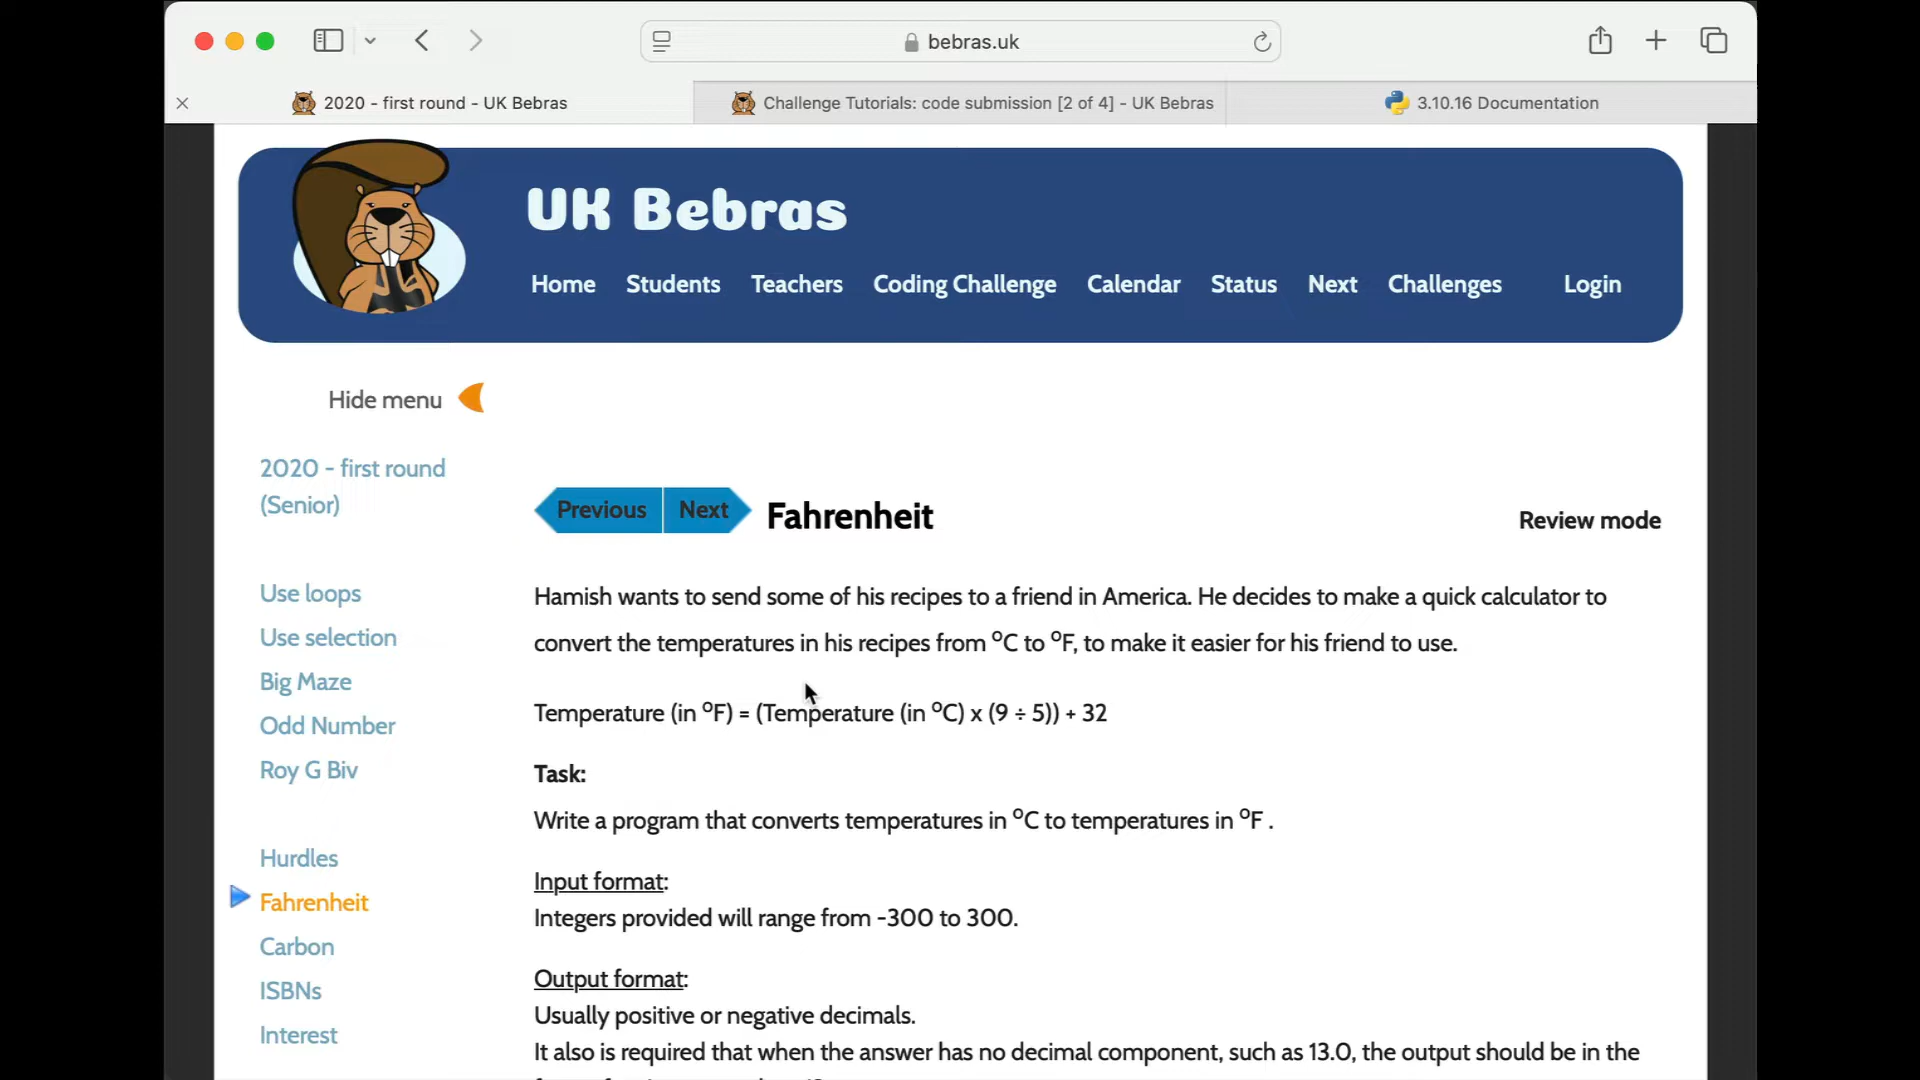 bebras.uk
2020 - first round - UK Bebras
Challenge Tutorials: code submission [2 of 4] - UK Bebras
3.10.16 Documentation
UK Bebras
Home Students Teachers Coding Challenge Calendar Status Next Challenges Login
Hide menu
2020 - first round
(Senior)
Use loops
Use selection
Big Maze
Odd Number
Roy G Biv
Hurdles
Fahrenheit
Carbon
ISBNs
Interest
Previous Next Fahrenheit Review mode
Hamish wants to send some of his recipes to a friend in America. He decides to make a quick calculator to
convert the temperatures in his recipes from ⁰C to ⁰F, to make it easier for his friend to use.
Temperature (in ⁰F) = (Temperature (in ⁰C) x (9 ÷ 5)) + 32
Task:
Write a program that converts temperatures in ⁰C to temperatures in ⁰F .
Input format:
Integers provided will range from -300 to 300.
Output format:
Usually positive or negative decimals.
It also is required that when the answer has no decimal component, such as 13.0, the output should be in the